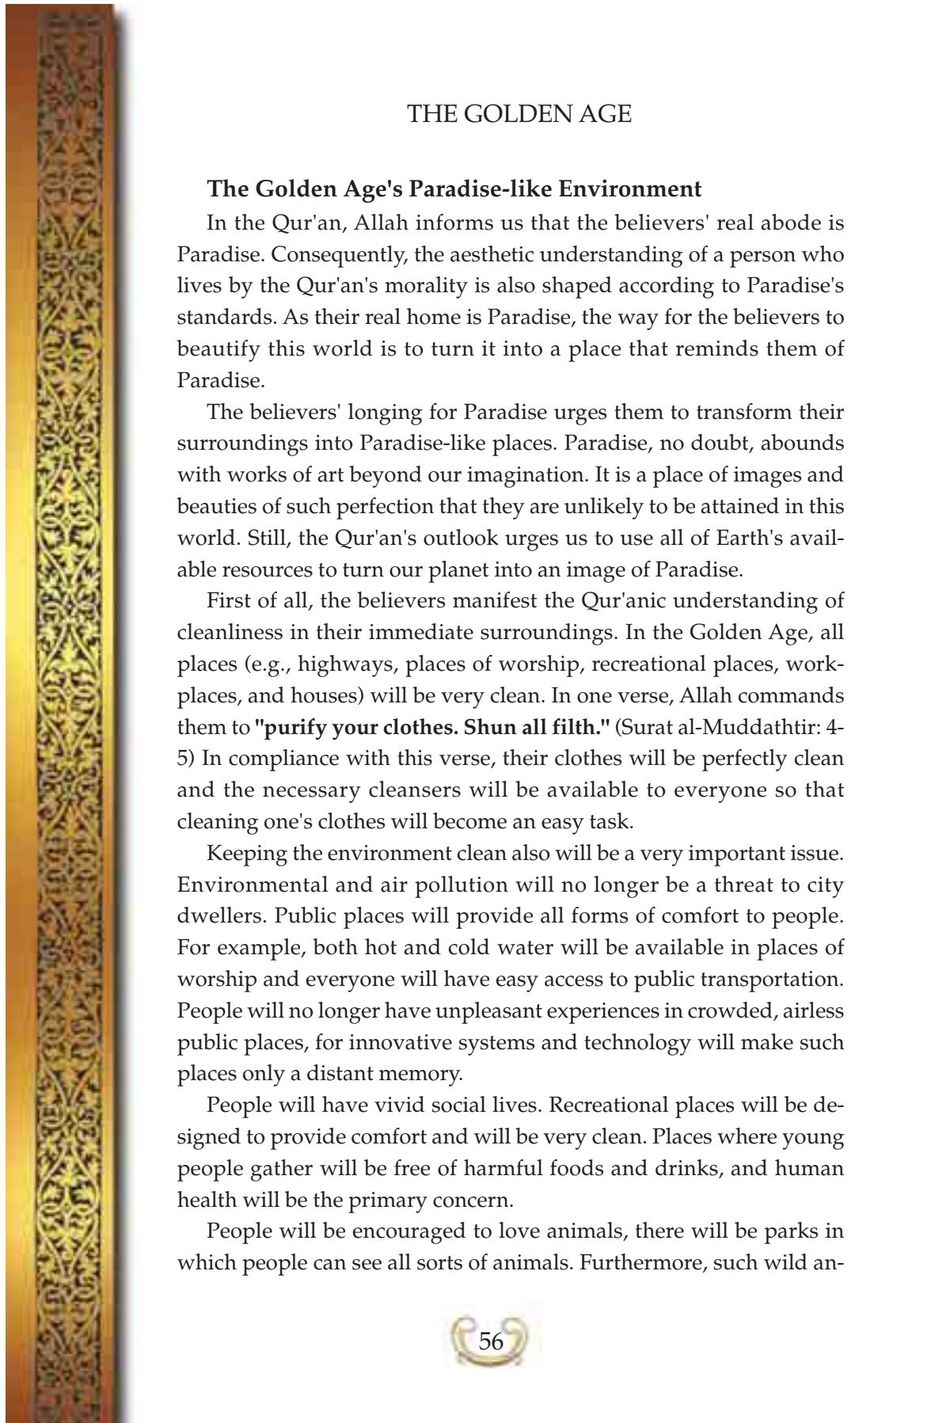 THE GOLDEN AGE
The Golden Age's Paradise-like Environment
In the Qur'an, Allah informs us that the believers' real abode is
Paradise. Consequently, the aesthetic understanding of a person who
lives by the Qur'an's morality is also shaped according to Paradise's
standards. As their real home is Paradise, the way for the believers to
beautify this world is to turn it into a place that reminds them of
Paradise.
The believers' longing for Paradise urges them to transform their
surroundings into Paradise-like places. Paradise, no doubt, abounds
with works of art beyond our imagination. It is a place of images and
beauties of such perfection that they are unlikely to be attained in this
world. Still, the Qur'an's outlook urges us to use all of Earth's avail-
able resources to turn our planet into an image of Paradise.
First of all, the believers manifest the Qur'anic understanding of
cleanliness in their immediate surroundings. In the Golden Age, all
places (e.g., highways, places of worship, recreational places, work-
places, and houses) will be very clean. In one verse, Allah commands
them to "purify your clothes. Shun all filth." (Surat al-Muddathtir: 4-
5) In compliance with this verse, their clothes will be perfectly clean
and the necessary cleansers will be available to everyone so that
cleaning one's clothes will become an easy task.
Keeping the environment clean also will be a very important issue.
Environmental and air pollution will no longer be a threat to city
dwellers. Public places will provide all forms of comfort to people.
For example, both hot and cold water will be available in places of
worship and everyone will have easy access to public transportation.
People will no longer have unpleasant experiences in crowded, airless
public places, for innovative systems and technology will make such
places only a distant memory.
People will have vivid social lives. Recreational places will be de-
signed to provide comfort and will be very clean. Places where young
people gather will be free of harmful foods and drinks, and human
health will be the primary concern.
People will be encouraged to love animals, there will be parks in
which people can see all sorts of animals. Furthermore, such wild an-
56